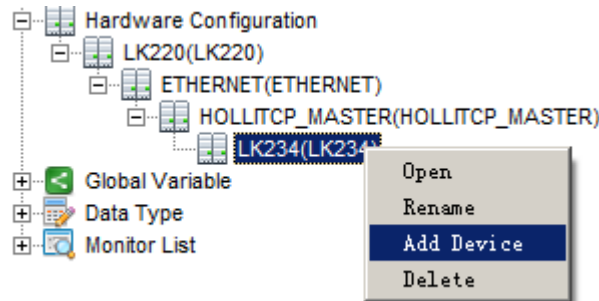 Hardware Configuration
LK220(LK220)
ETHERNET(ETHERNET)
HOLLITCP_MASTER(HOLLITCP_MASTER)
LK234(LK234)
Global Variable
Data Type
Monitor List
Open
Rename
Add Device
Delete